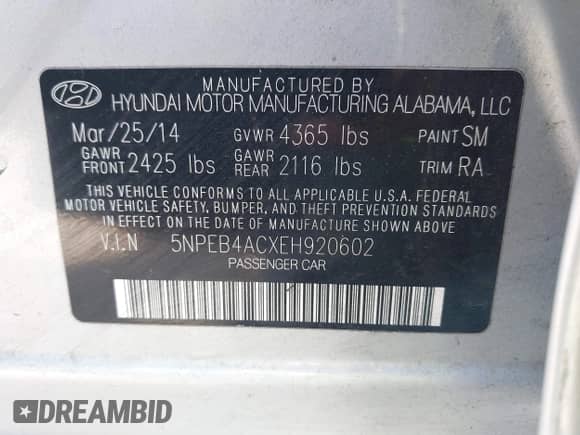 MANUFACTURED BY
HYUNDAI MOTOR MANUFACTURING ALABAMA, LLC
Mar/25/14 GVWR 4365 lbs PAINT SM
GAWR FRONT 2425 lbs GAWR REAR 2116 lbs TRIM RA
THIS VEHICLE CONFORMS TO ALL APPLICABLE U.S.A. FEDERAL
MOTOR VEHICLE SAFETY, BUMPER, AND THEFT PREVENTION STANDARDS
IN EFFECT ON THE DATE OF MANUFACTURE SHOWN ABOVE
V.I.N 5NPEB4ACXEH920602
PASSENGER CAR
DREAMBID